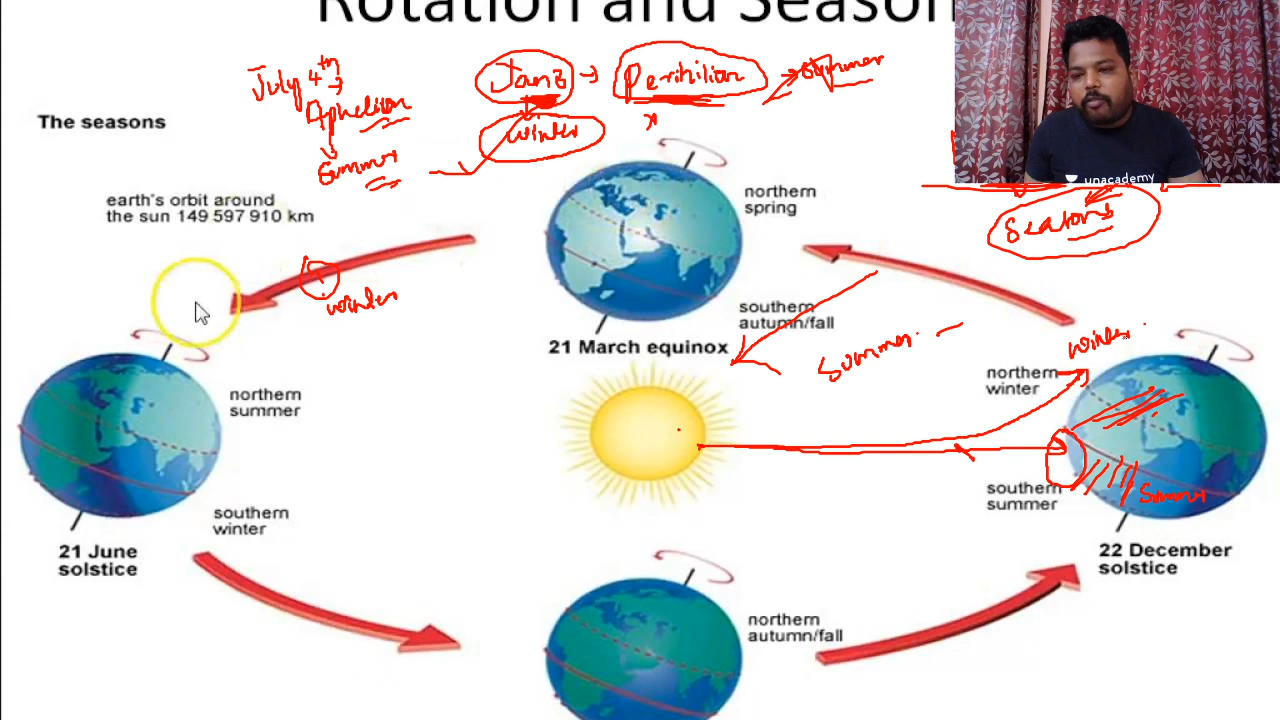 Rotation and Season
July 4th →
Aphelion
Summer
Jan 3 → Perihilion → Summer
Winter
The seasons
earth's orbit around
the sun 149 597 910 km
northern
spring
unacademy
Seasons
winter
southern
autumn/fall
21 March equinox
Summer
winter
northern
winter
northern
summer
southern
summer
Summer
southern
winter
21 June
solstice
22 December
solstice
northern
autumn/fall